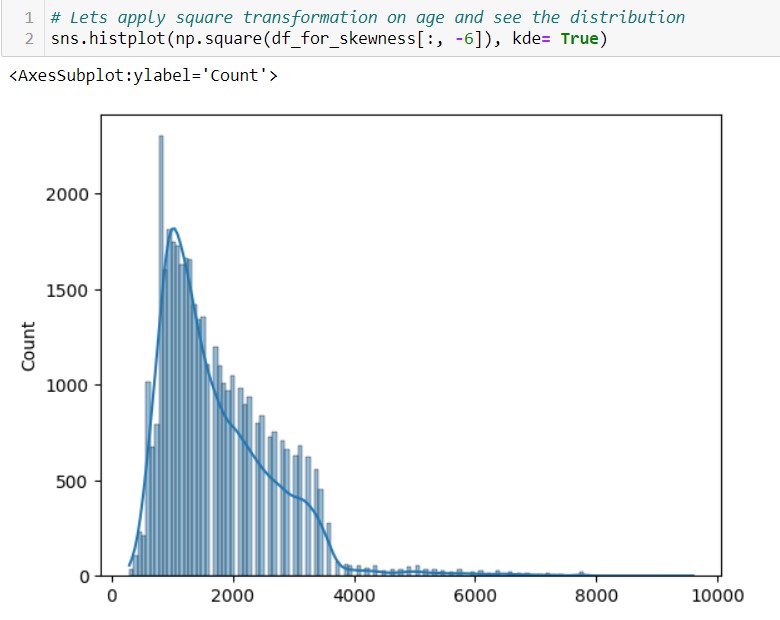 1 # Lets apply square transformation on age and see the distribution
2 sns.histplot(np.square(df_for_skewness[:, -6]), kde= True)
<AxesSubplot:ylabel='Count'>
2000
1500
1000
500
0
Count
0 2000 4000 6000 8000 10000